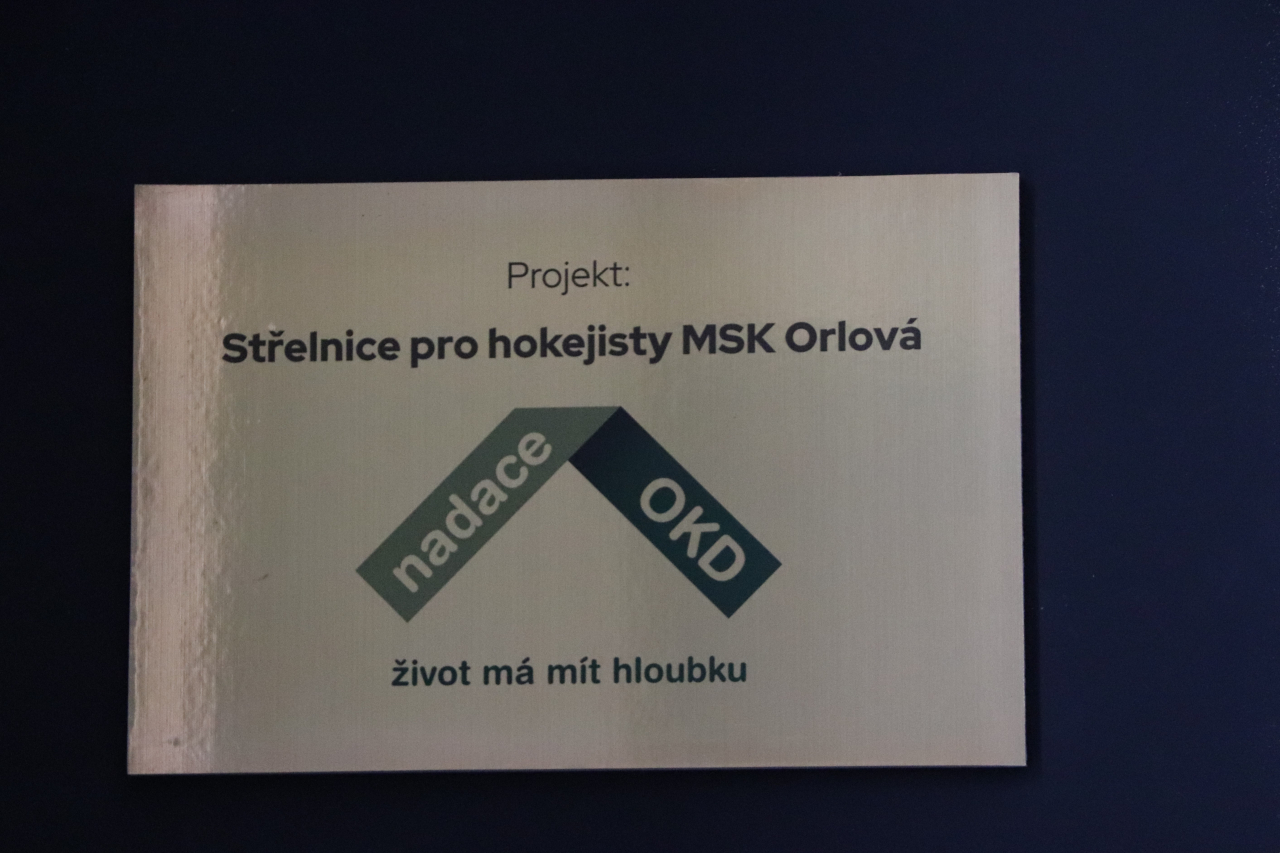 Projekt:
Střelnice pro hokejisty MSK Orlová
nadace OKD
život má mít hloubku